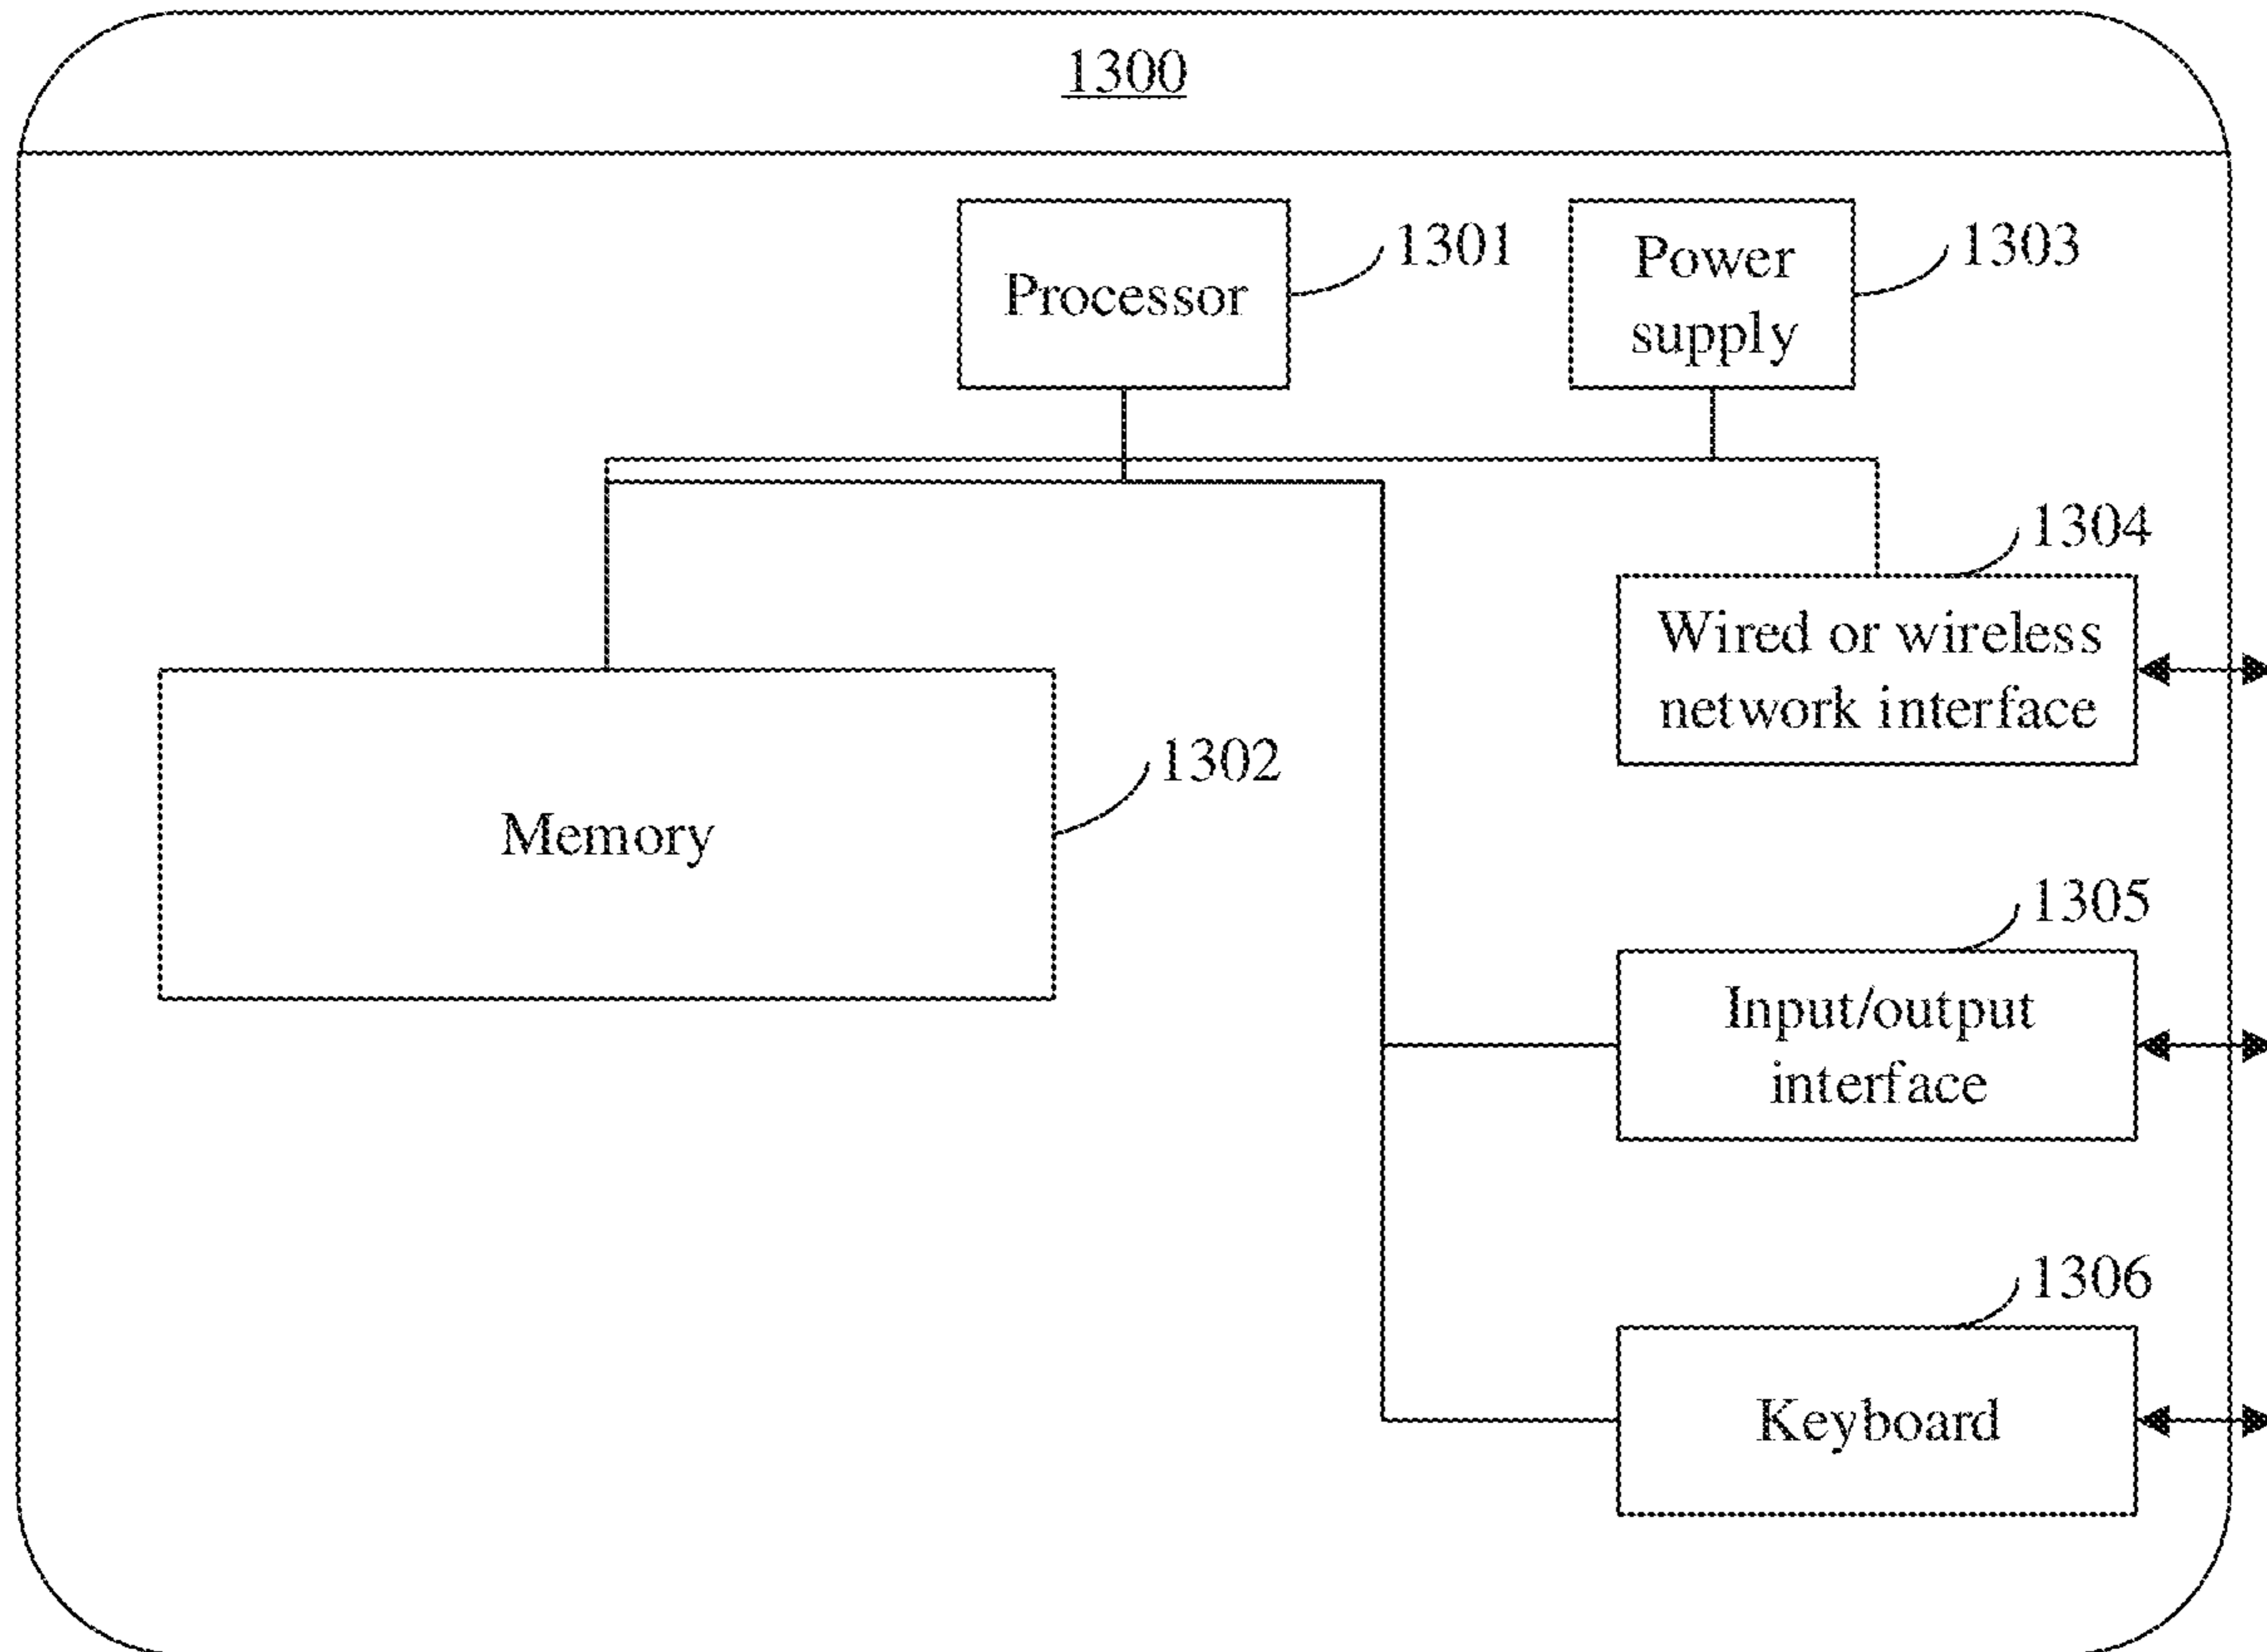 1300
Processor
1301
Power
supply
1303
1304
Wired or wireless
network interface
1302
Memory
1305
Input/output
interface
1306
Keyboard